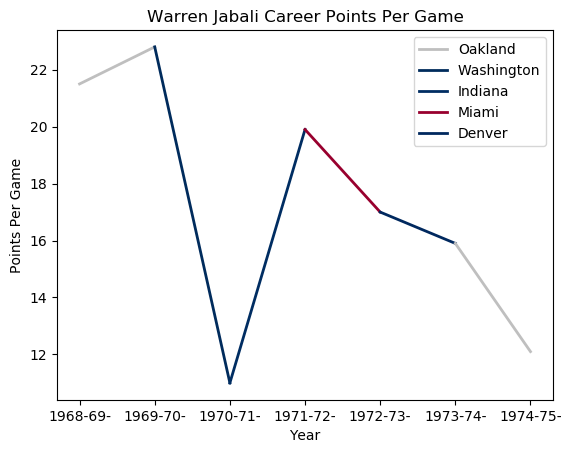 Warren Jabali Career Points Per Game
Oakland
Washington
Indiana
Miami
Denver
Points Per Game
22
20
18
16
14
12
1968-69- 1969-70- 1970-71- 1971-72- 1972-73- 1973-74- 1974-75-
Year